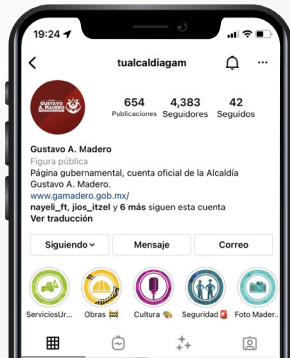 19:24
tualcaldiagam
GUSTAVO
A. MADERO
654 4,383 42
Publicaciones Seguidores Seguidos
Gustavo A. Madero
Figura pública
Página gubernamental, cuenta oficial de la Alcaldía
Gustavo A. Madero.
www.gamadero.gob.mx/
nayeli_ft, jios_itzel y 6 más siguen esta cuenta
Ver traducción
Siguiendo Mensaje Correo
ServiciosUr... Obras Cultura Seguridad Foto Mader...